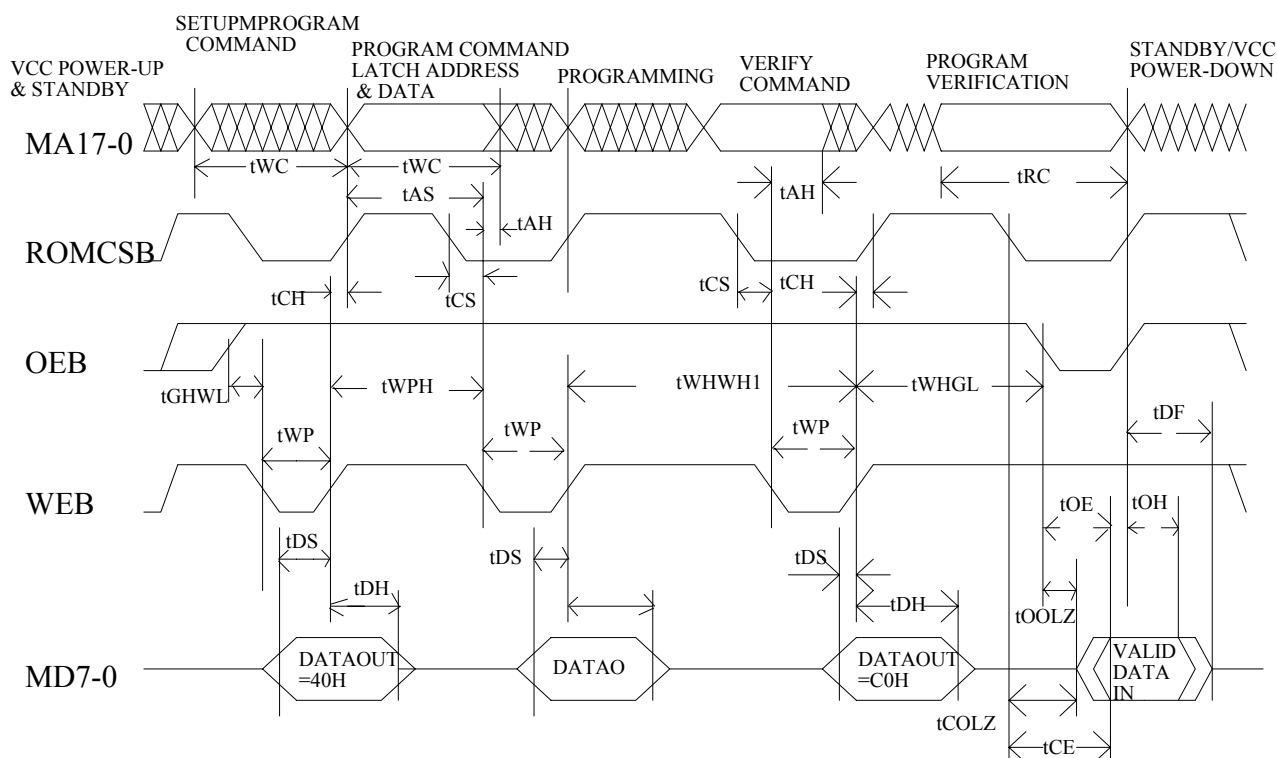 SETUPMPROGRAM
COMMAND
VCC POWER-UP
& STANDBY
PROGRAM COMMAND
LATCH ADDRESS
& DATA
PROGRAMMING
VERIFY
COMMAND
PROGRAM
VERIFICATION
STANDBY/VCC
POWER-DOWN
MA17-0
tWC
tWC
tAS
tAH
tAH
tRC
ROMCSB
tCH
tCS
tCS
tCH
OEB
tGHWL
tWPH
tWHWH1
tWHGL
tWP
tWP
tWP
tDF
WEB
tOE
tOH
tDS
tDS
tDS
tDH
tDH
tOOLZ
MD7-0
DATAOUT
=40H
DATAO
DATAOUT
=C0H
VALID
DATA
IN
tCOLZ
tCE